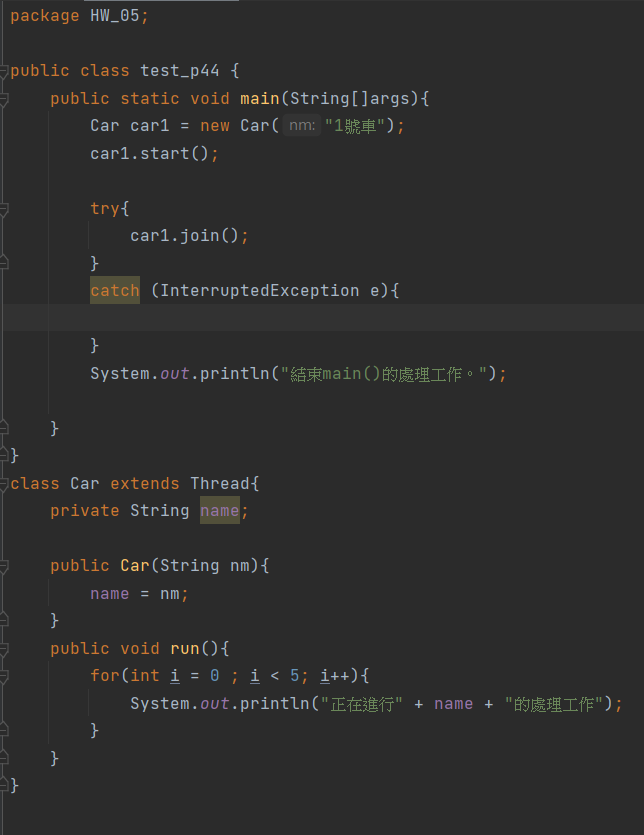 package HW_05;
public class test_p44 {
    public static void main(String[]args){
        Car car1 = new Car( nm: "1號車");
        car1.start();
        try{
            car1.join();
        }
        catch (InterruptedException e){
        }
        System.out.println("結束main()的處理工作。");
    }
}
class Car extends Thread{
    private String name;
    public Car(String nm){
        name = nm;
    }
    public void run(){
        for(int i = 0 ; i < 5; i++){
            System.out.println("正在進行" + name + "的處理工作");
        }
    }
}